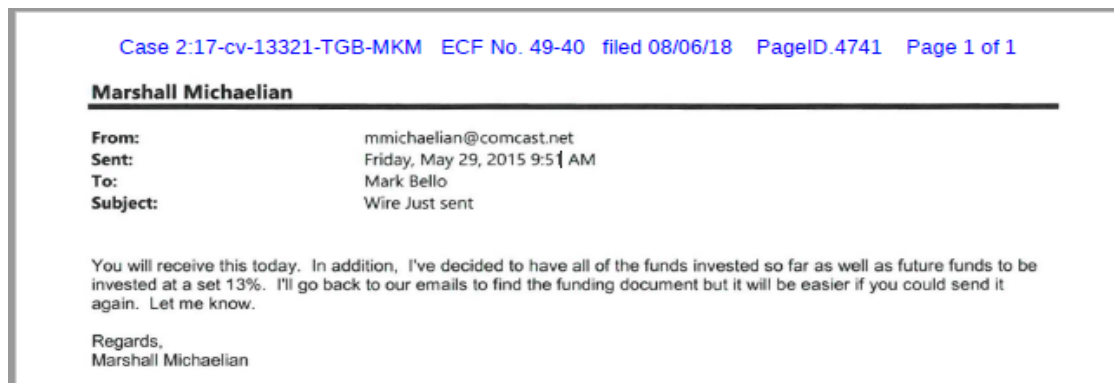 Case 2:17-cv-13321-TGB-MKM ECF No. 49-40 filed 08/06/18 PageID.4741 Page 1 of 1
Marshall Michaelian
From: mmichaelian@comcast.net
Sent: Friday, May 29, 2015 9:51 AM
To: Mark Bello
Subject: Wire Just sent
You will receive this today. In addition, I've decided to have all of the funds invested so far as well as future funds to be
invested at a set 13%. I'll go back to our emails to find the funding document but it will be easier if you could send it
again. Let me know.
Regards,
Marshall Michaelian